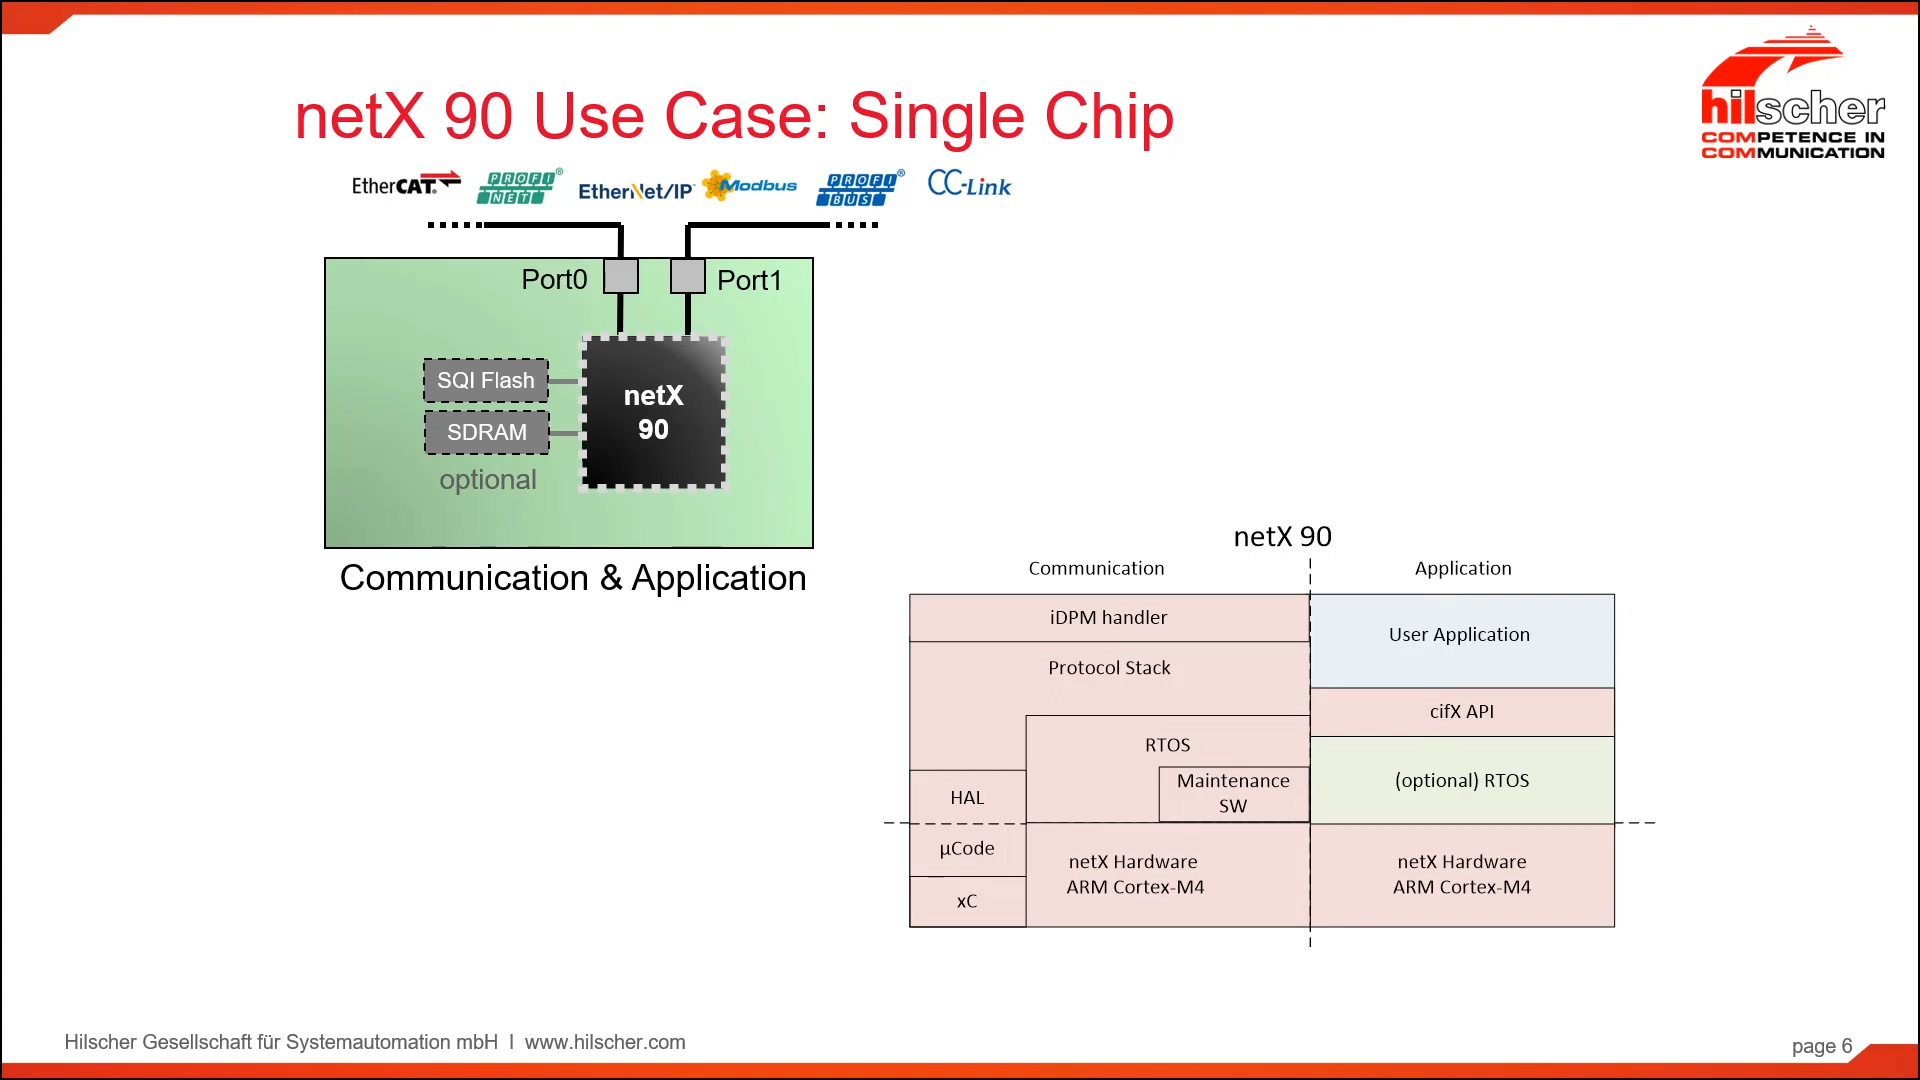 hilscher
COMPETENCE IN
COMMUNICATION
netX 90 Use Case: Single Chip
EtherCAT®
PROFI®
NET
EtherNet/IP™
Modbus
PROFI®
BUS
CC-Link
Port0
Port1
SQI Flash
SDRAM
optional
netX
90
Communication & Application
netX 90
Communication
Application
iDPM handler
User Application
Protocol Stack
cifX API
RTOS
(optional) RTOS
Maintenance
SW
HAL
µCode
netX Hardware
ARM Cortex-M4
netX Hardware
ARM Cortex-M4
xC
Hilscher Gesellschaft für Systemautomation mbH I www.hilscher.com
page 6